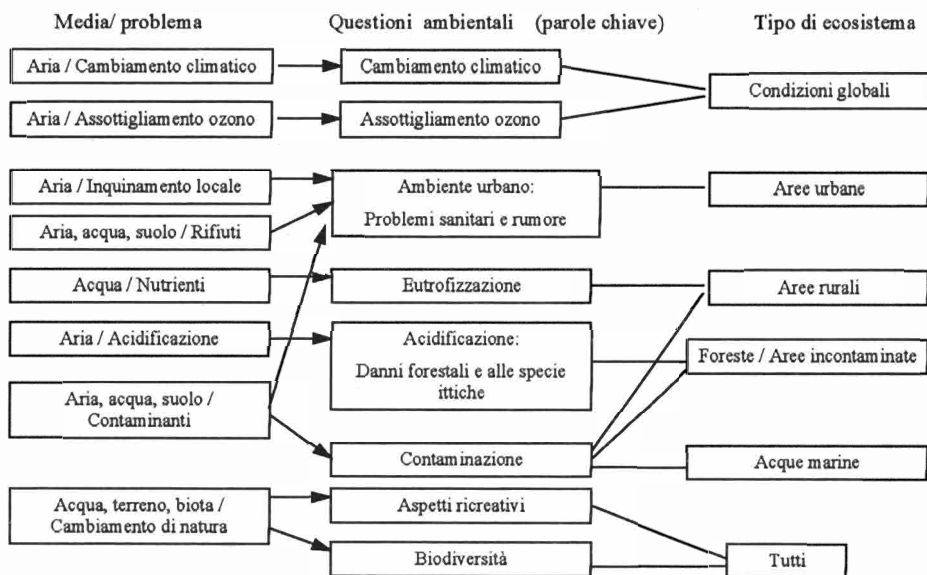 Media/ problema
Questioni ambientali (parole chiave)
Tipo di ecosistema
Aria / Cambiamento climatico
Cambiamento climatico
Condizioni globali
Aria / Assottigliamento ozono
Assottigliamento ozono
Aria / Inquinamento locale
Ambiente urbano:
Problemi sanitari e rumore
Aree urbane
Aria, acqua, suolo / Rifiuti
Acqua / Nutrienti
Eutrofizzazione
Aree rurali
Aria / Acidificazione
Acidificazione:
Danni forestali e alle specie
ittiche
Foreste / Aree incontaminate
Aria, acqua, suolo /
Contaminanti
Contaminazione
Acque marine
Acqua, terreno, biota /
Cambiamento di natura
Aspetti ricreativi
Biodiversità
Tutti